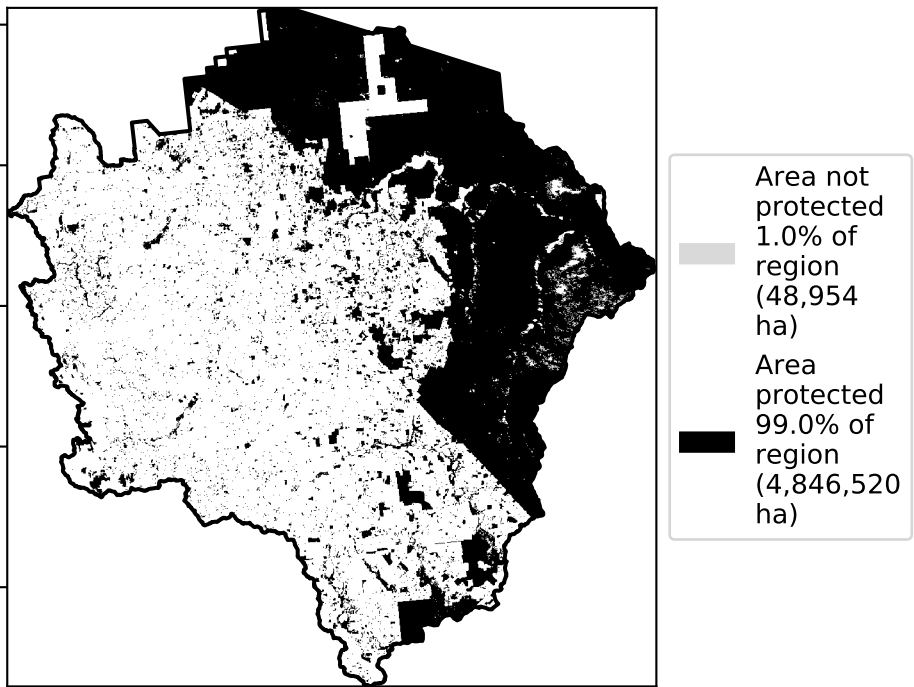 Area not
protected
1.0% of
region
(48,954
ha)
Area
protected
99.0% of
region
(4,846,520
ha)